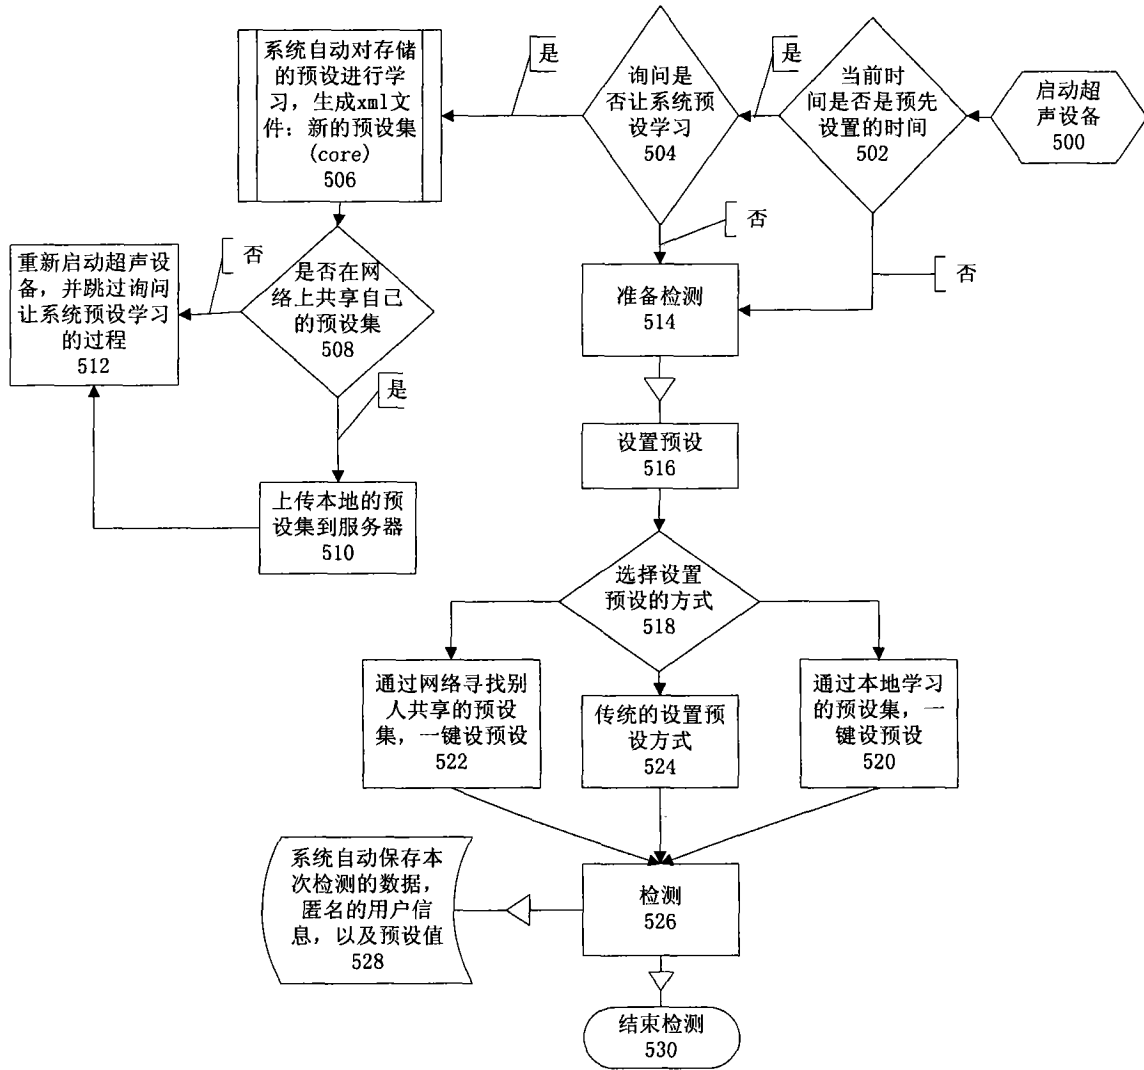 启动超
声设备
500
当前时
间是否是预先
设置的时间
502
是
否
询问是
否让系统预
设学习
504
是
否
系统自动对存储
的预设进行学
习，生成xml文
件：新的预设集
(core)
506
是否在网
络上共享自己
的预设集
508
否
是
重新启动超声设
备，并跳过询问
让系统预设学习
的过程
512
上传本地的预
设集到服务器
510
准备检测
514
设置预设
516
选择设置
预设的方式
518
通过网络寻找别
人共享的预设
集，一键设预设
522
传统的设置预
设方式
524
通过本地学习
的预设集，一
键设预设
520
检测
526
系统自动保存本
次检测的数据，
匿名的用户信
息，以及预设值
528
结束检测
530